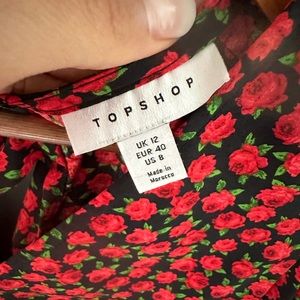 TOPSHOP
UK 12
EUR 40
US 8
Made in
Morocco